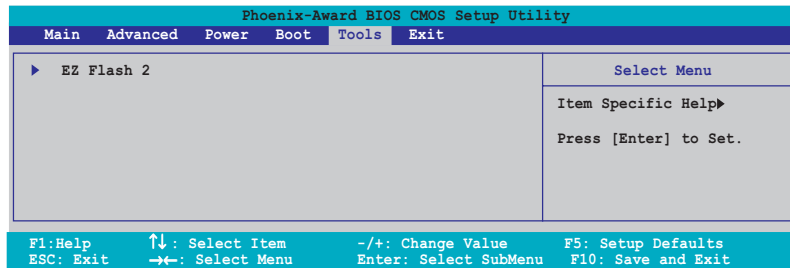 Phoenix-Award BIOS CMOS Setup Utility
Main Advanced Power Boot Tools Exit
EZ Flash 2
Select Menu
Item Specific Help▶
Press [Enter] to Set.
F1:Help ↑↓ : Select Item -/+: Change Value F5: Setup Defaults
ESC: Exit →←: Select Menu Enter: Select SubMenu F10: Save and Exit